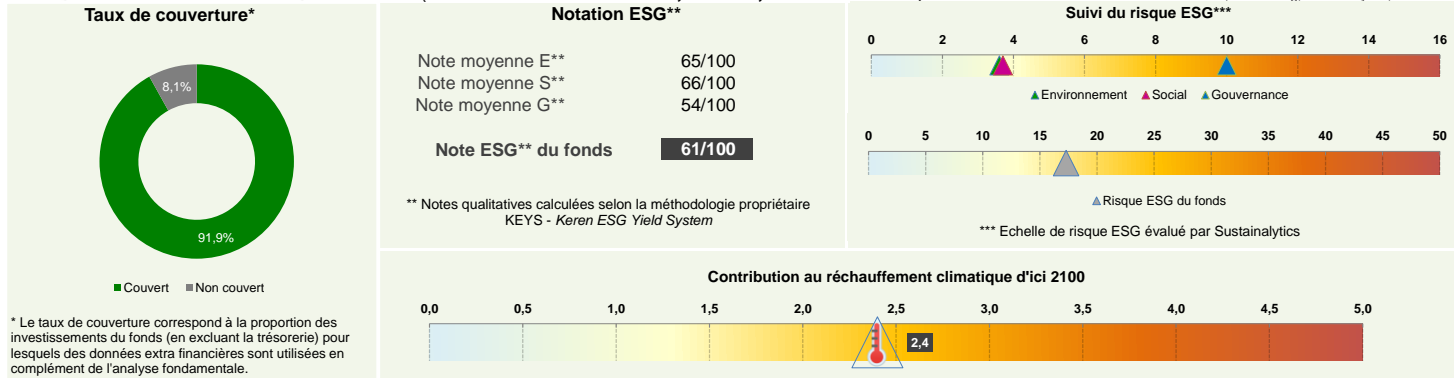 Taux de couverture*
8,1%
91,9%
Couvert Non couvert
* Le taux de couverture correspond à la proportion des
investissements du fonds (en excluant la trésorerie) pour
lesquels des données extra financières sont utilisées en
complément de l'analyse fondamentale.
Notation ESG**
Note moyenne E** 65/100
Note moyenne S** 66/100
Note moyenne G** 54/100
Note ESG** du fonds 61/100
** Notes qualitatives calculées selon la méthodologie propriétaire
KEYS - Keren ESG Yield System
Suivi du risque ESG***
0 2 4 6 8 10 12 14 16
Environnement Social Gouvernance
0 5 10 15 20 25 30 35 40 45 50
Risque ESG du fonds
*** Echelle de risque ESG évalué par Sustainalytics
Contribution au réchauffement climatique d'ici 2100
0,0 0,5 1,0 1,5 2,0 2,5 3,0 3,5 4,0 4,5 5,0
2,4